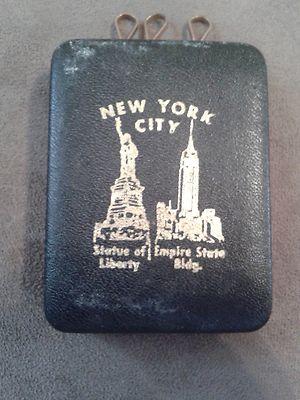 NEW YORK
CITY
Statue of
Liberty
Empire State
Bldg.